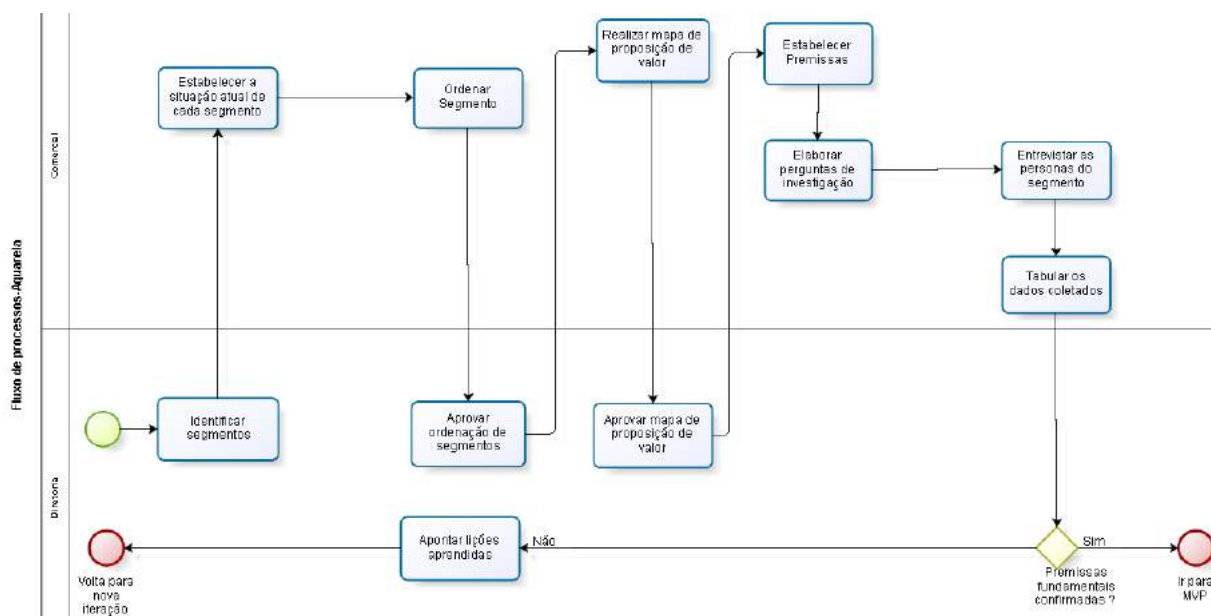 Fluxo de processos-Aquarela
Comercial
Diretoria
Realizar mapa de
proposição de
valor
Estabelecer
Premissas
Estabelecer a
situação atual de
cada segmento
Ordenar
Segmento
Elaborar
perguntas de
investigação
Entrevistar as
personas do
segmento
Tabular os
dados coletados
Identificar
segmentos
Aprovar
ordenação de
segmentos
Aprovar mapa de
proposição de
valor
Apontar lições
aprendidas
Não
Sim
Volta para
nova
iteração
Premissas
fundamentais
confirmadas ?
Ir para
MVP